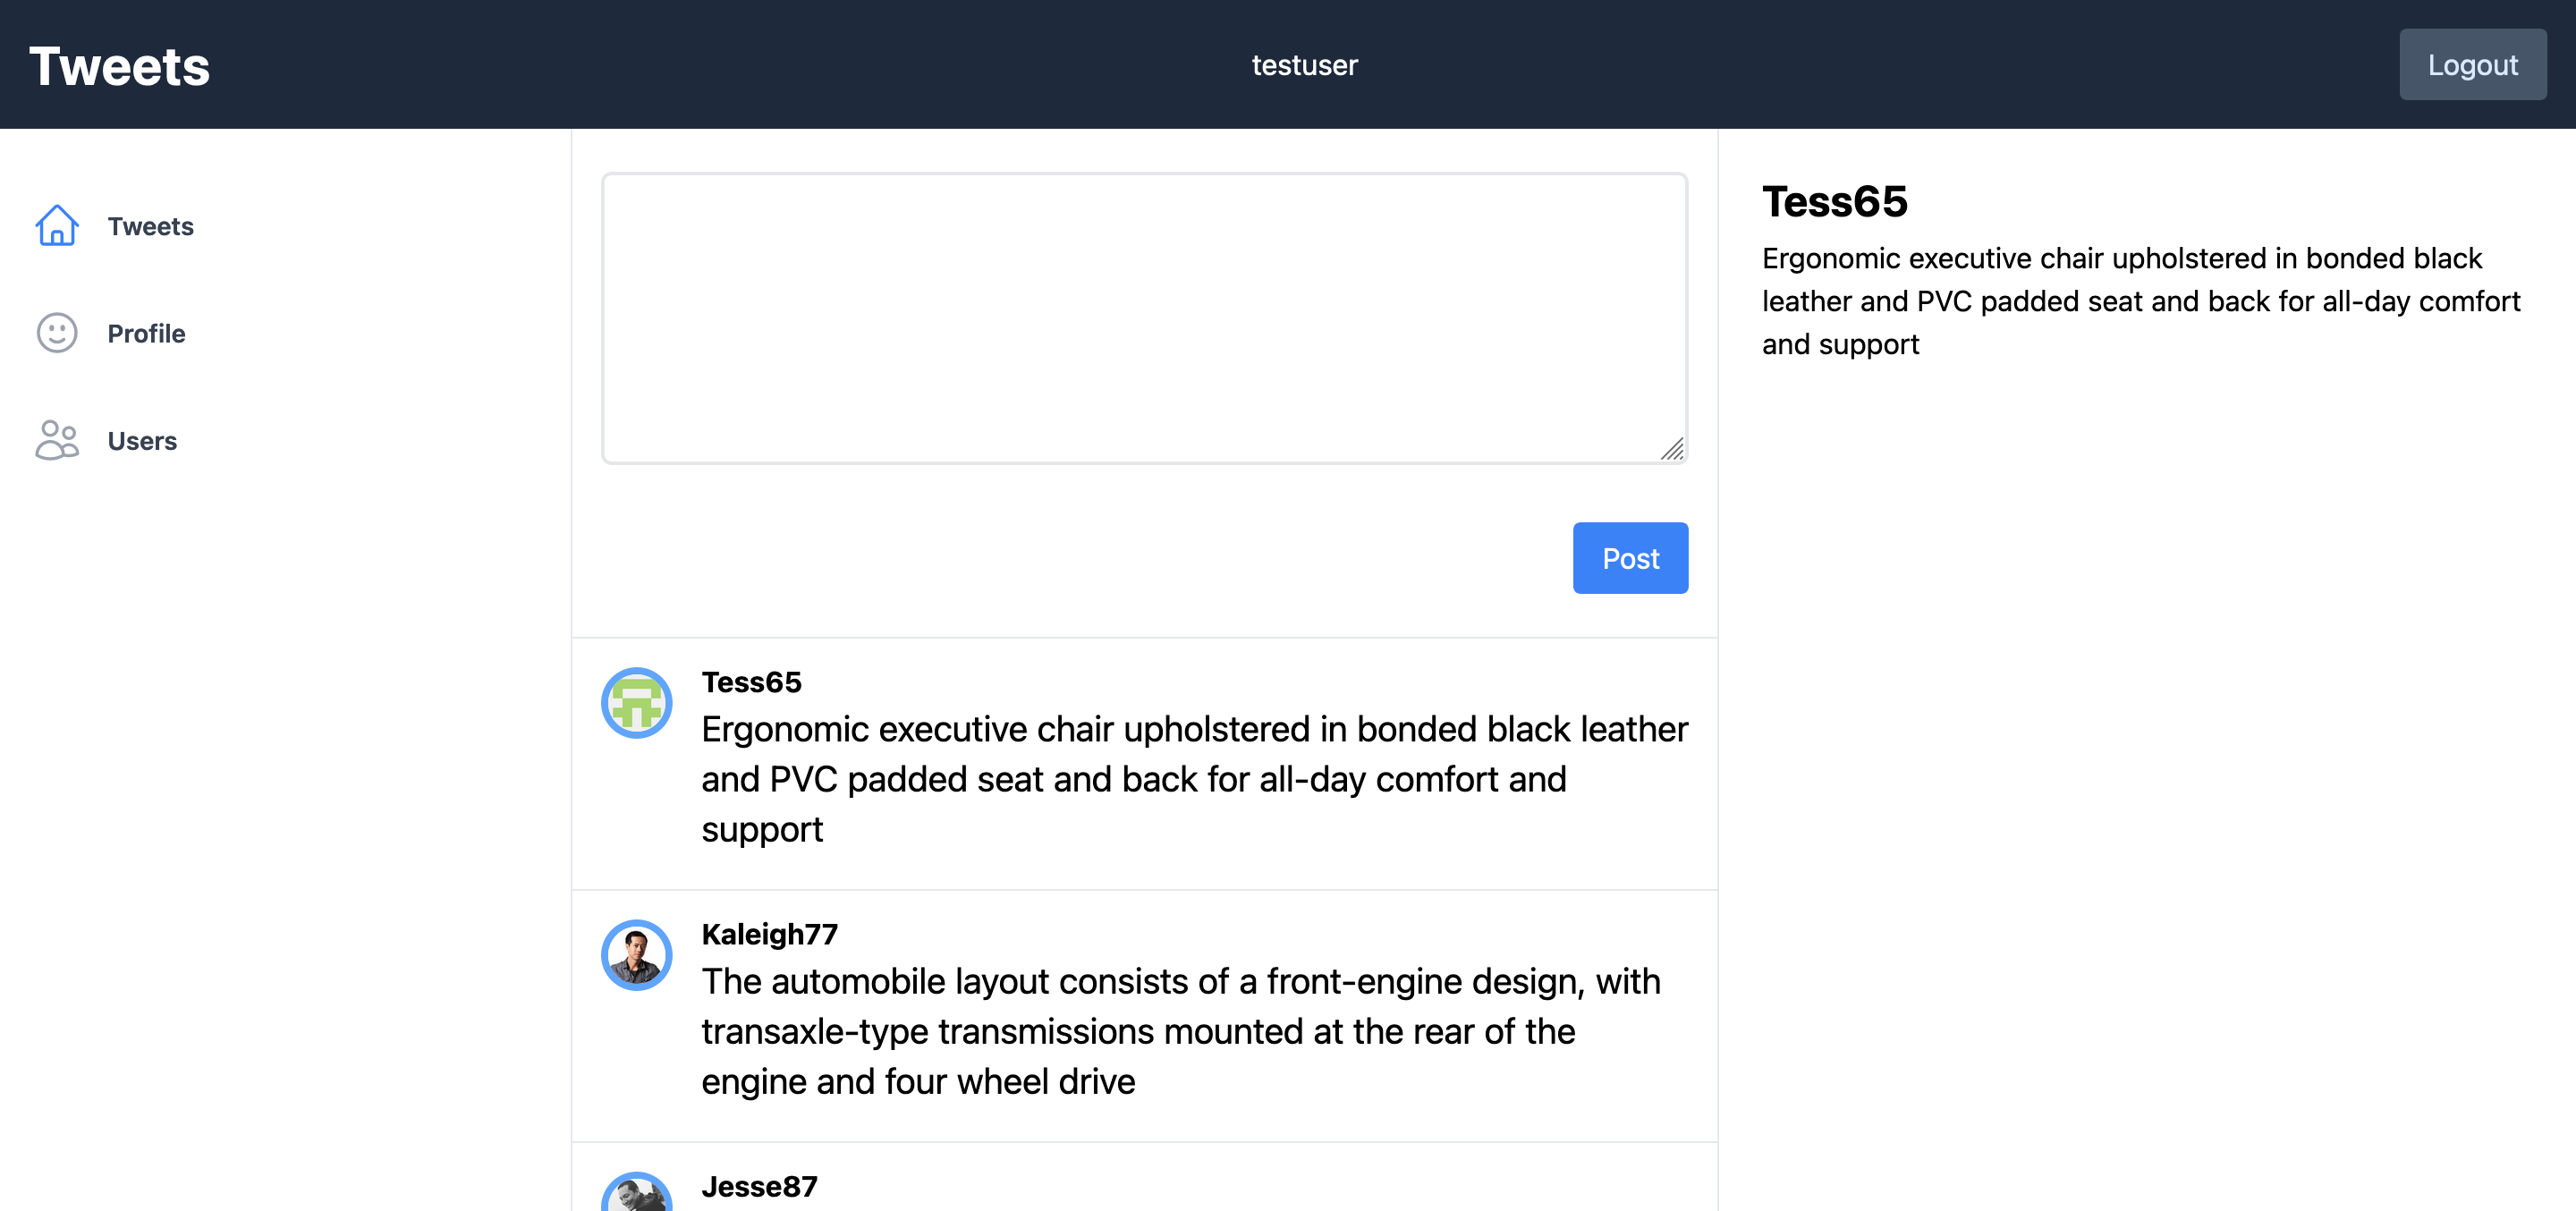 Tweets
testuser
Logout
Tweets
Profile
Users
Post
Tess65
Ergonomic executive chair upholstered in bonded black leather
and PVC padded seat and back for all-day comfort and
support
Kaleigh77
The automobile layout consists of a front-engine design, with
transaxle-type transmissions mounted at the rear of the
engine and four wheel drive
Jesse87
Tess65
Ergonomic executive chair upholstered in bonded black
leather and PVC padded seat and back for all-day comfort
and support